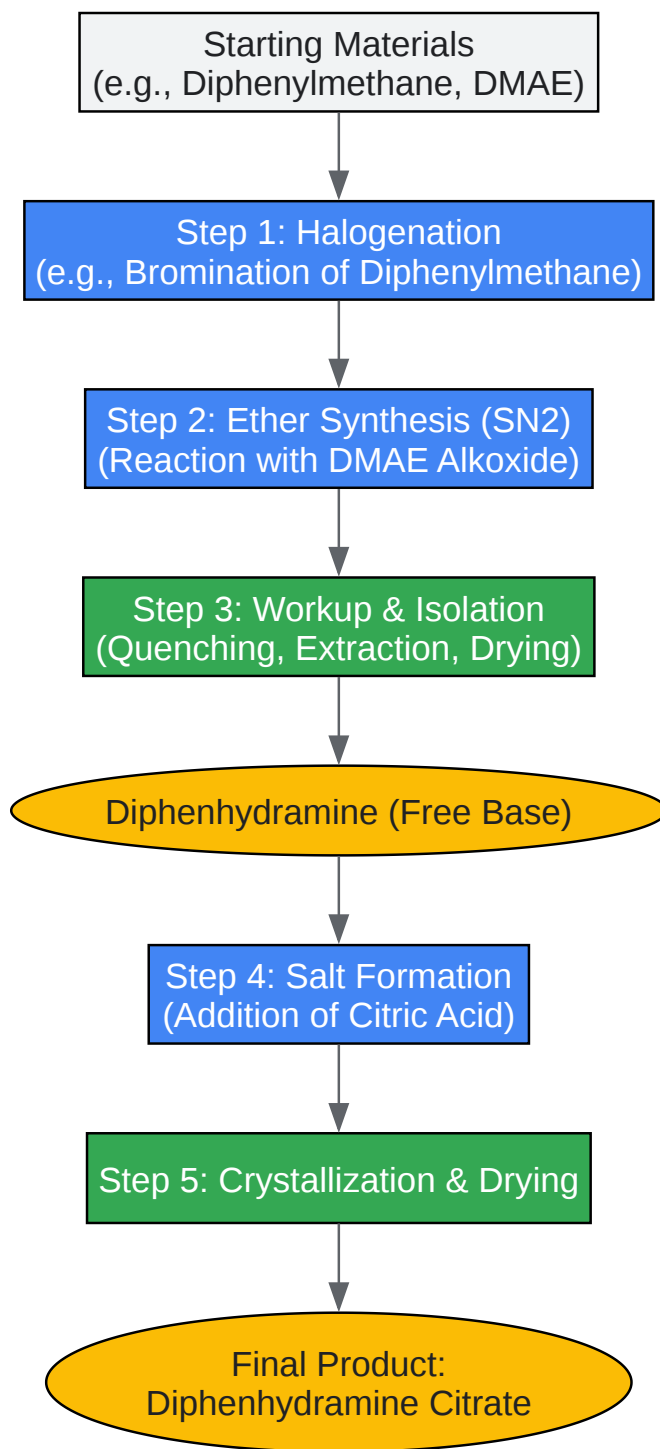 Starting Materials
(e.g., Diphenylmethane, DMAE)
Step 1: Halogenation
(e.g., Bromination of Diphenylmethane)
Step 2: Ether Synthesis (SN2)
(Reaction with DMAE Alkoxide)
Step 3: Workup & Isolation
(Quenching, Extraction, Drying)
Diphenhydramine (Free Base)
Step 4: Salt Formation
(Addition of Citric Acid)
Step 5: Crystallization & Drying
Final Product:
Diphenhydramine Citrate